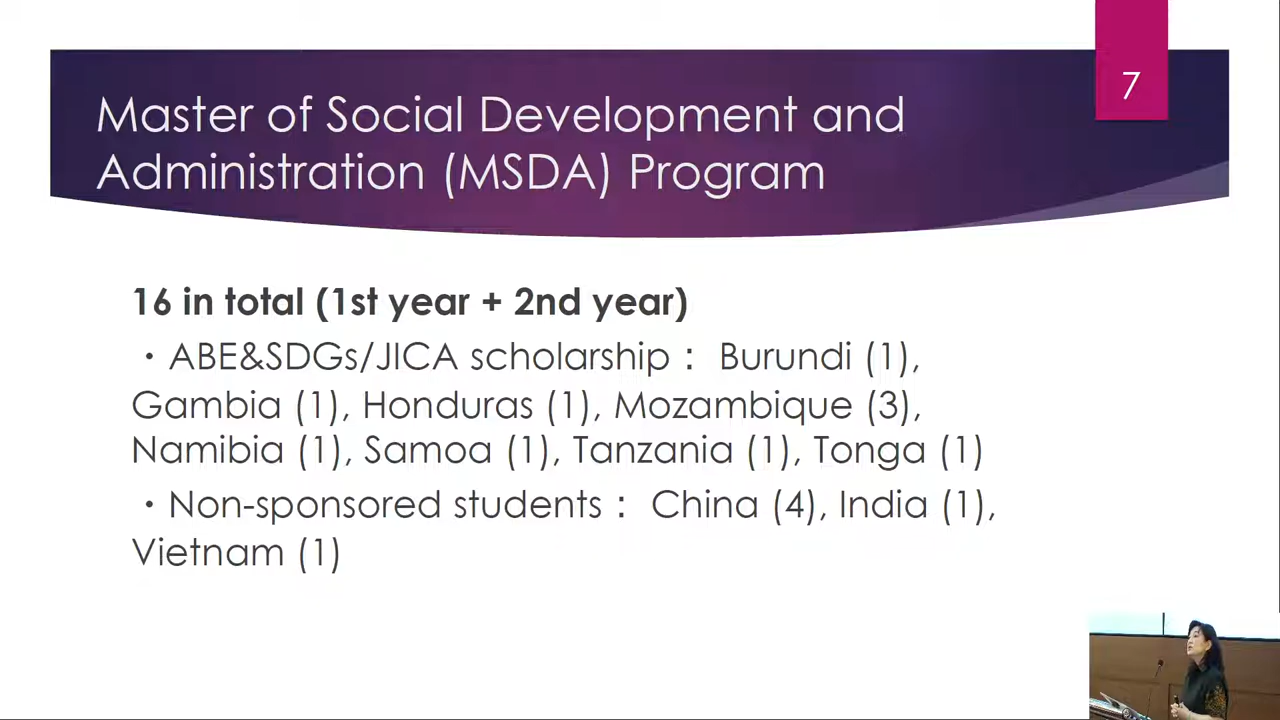 7
Master of Social Development and
Administration (MSDA) Program
16 in total (1st year + 2nd year)
・ABE&SDGs/JICA scholarship： Burundi (1),
Gambia (1), Honduras (1), Mozambique (3),
Namibia (1), Samoa (1), Tanzania (1), Tonga (1)
・Non-sponsored students： China (4), India (1),
Vietnam (1)